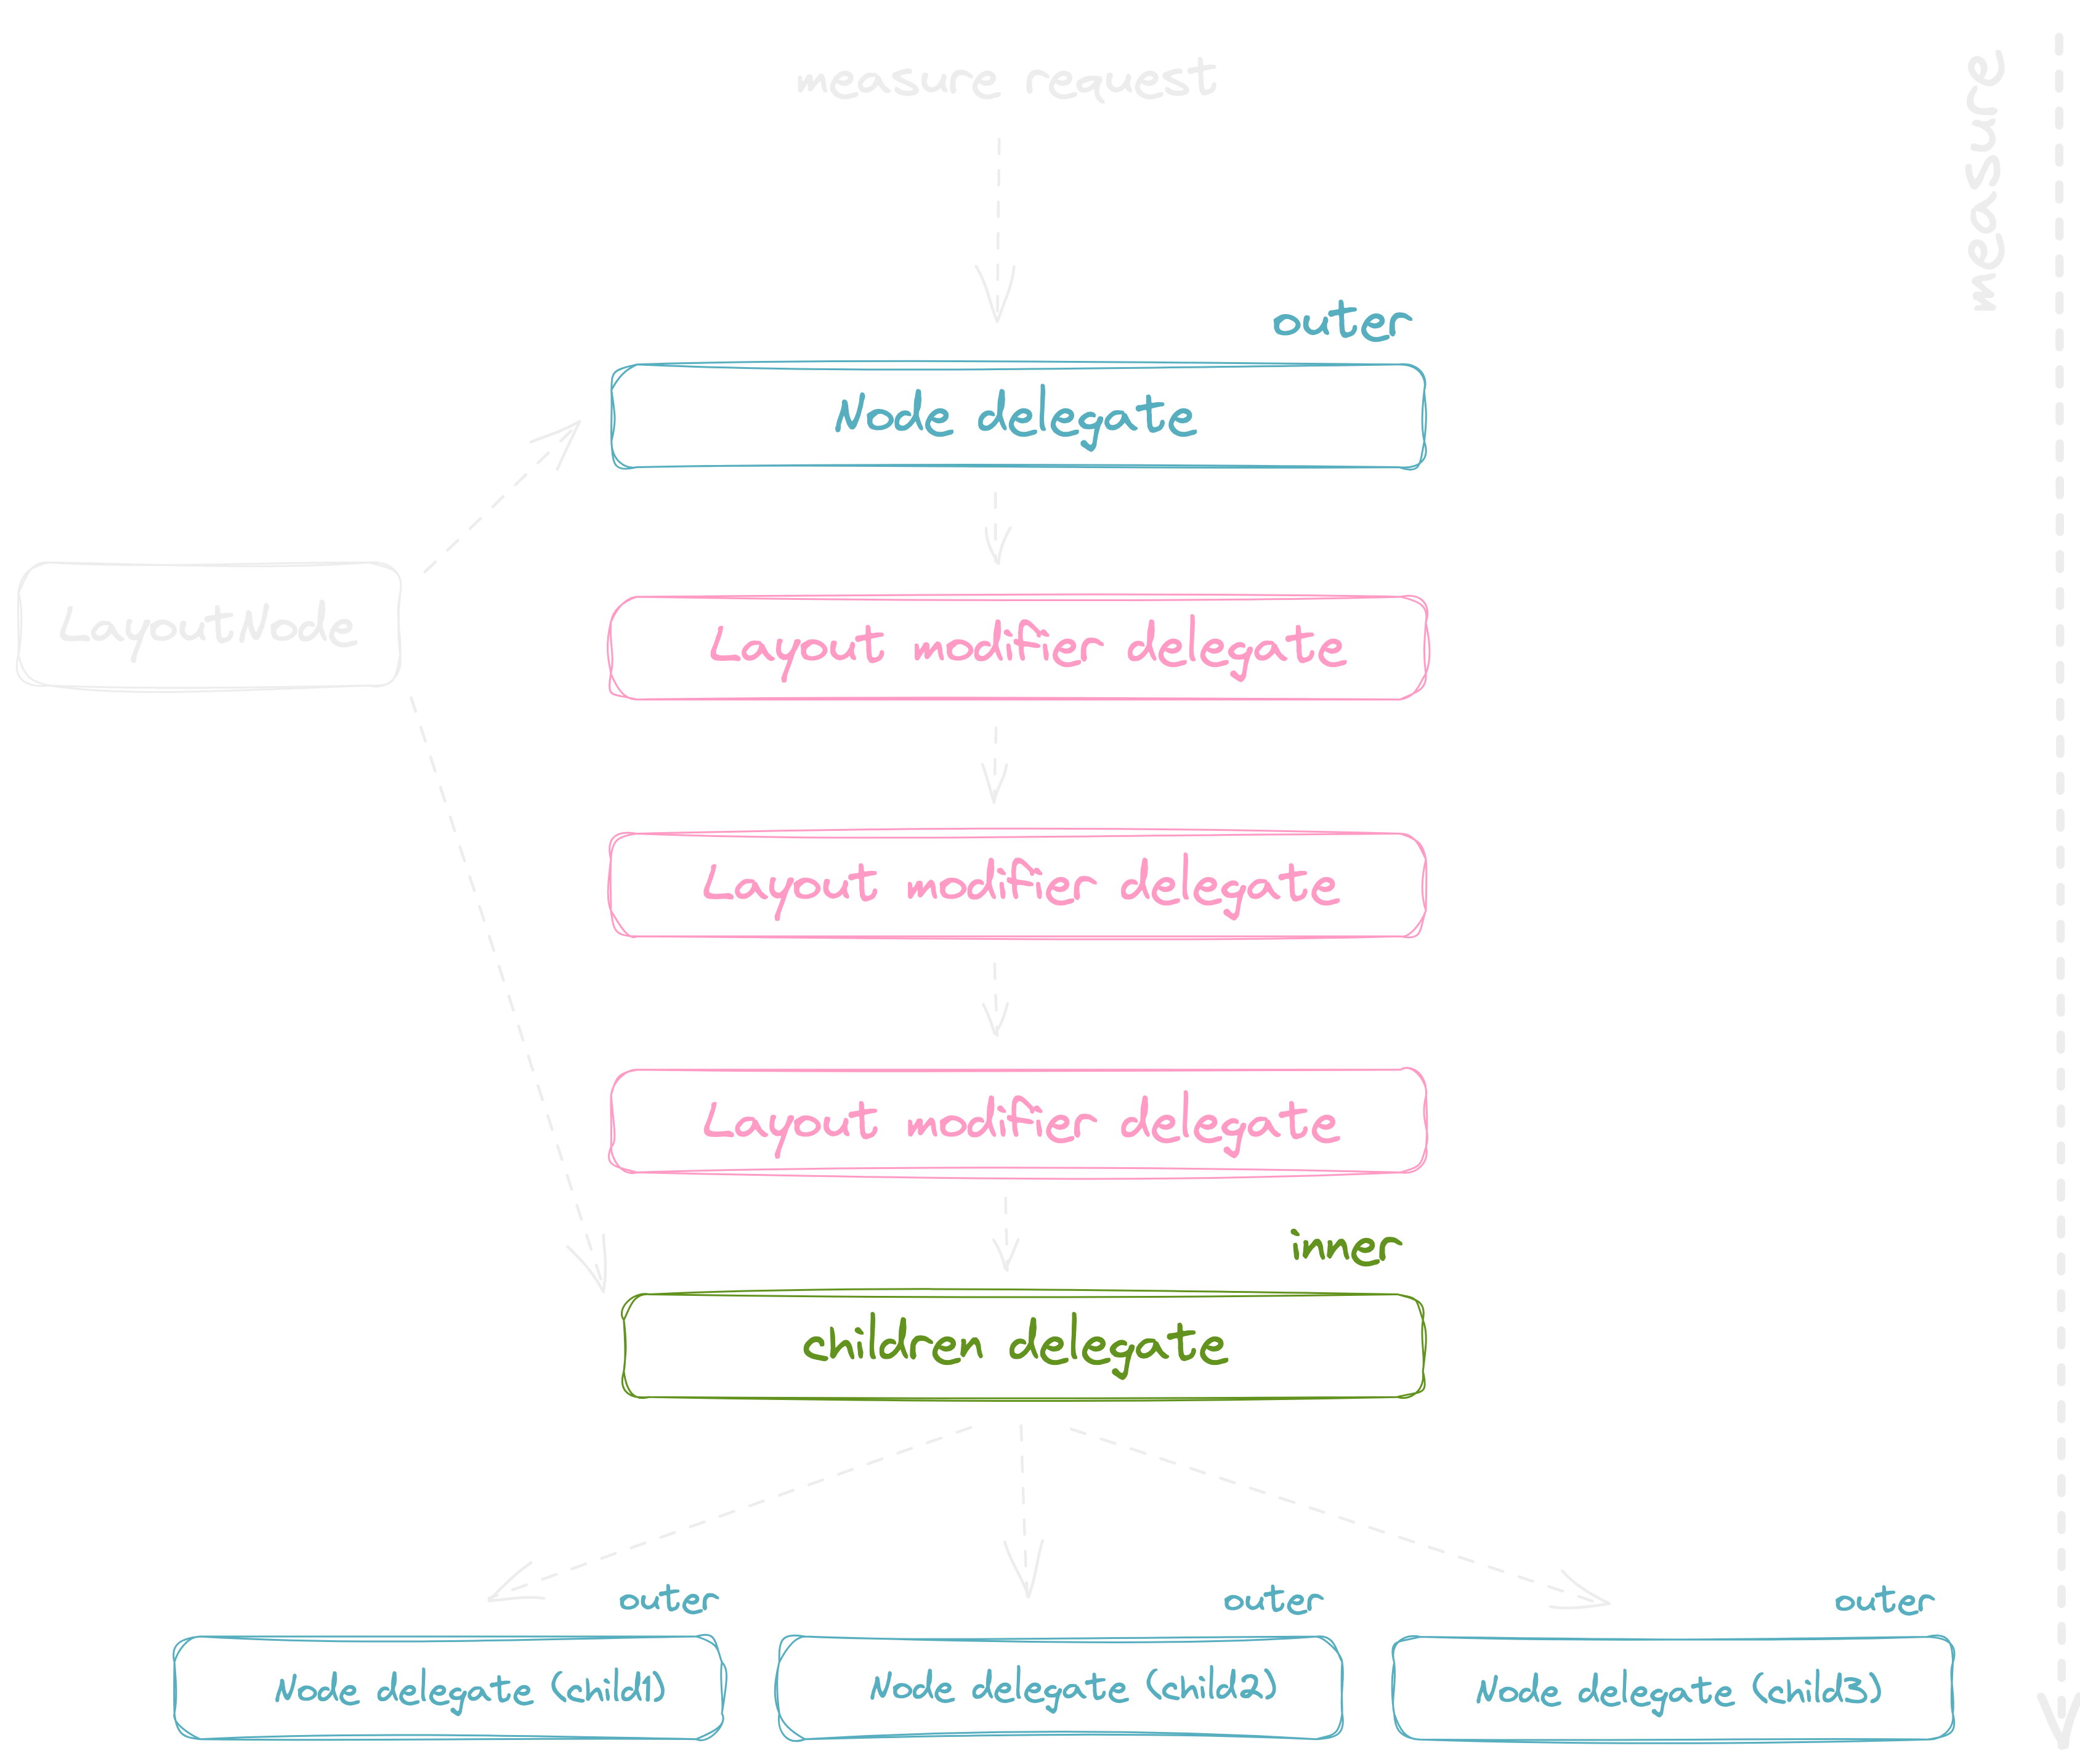 measure request
measure
outer
Node delegate
LayoutNode
Layout modifier delegate
Layout modifier delegate
Layout modifier delegate
inner
children delegate
outer
outer
outer
Node delegate (child1)
Node delegate (child2)
Node delegate (child3)